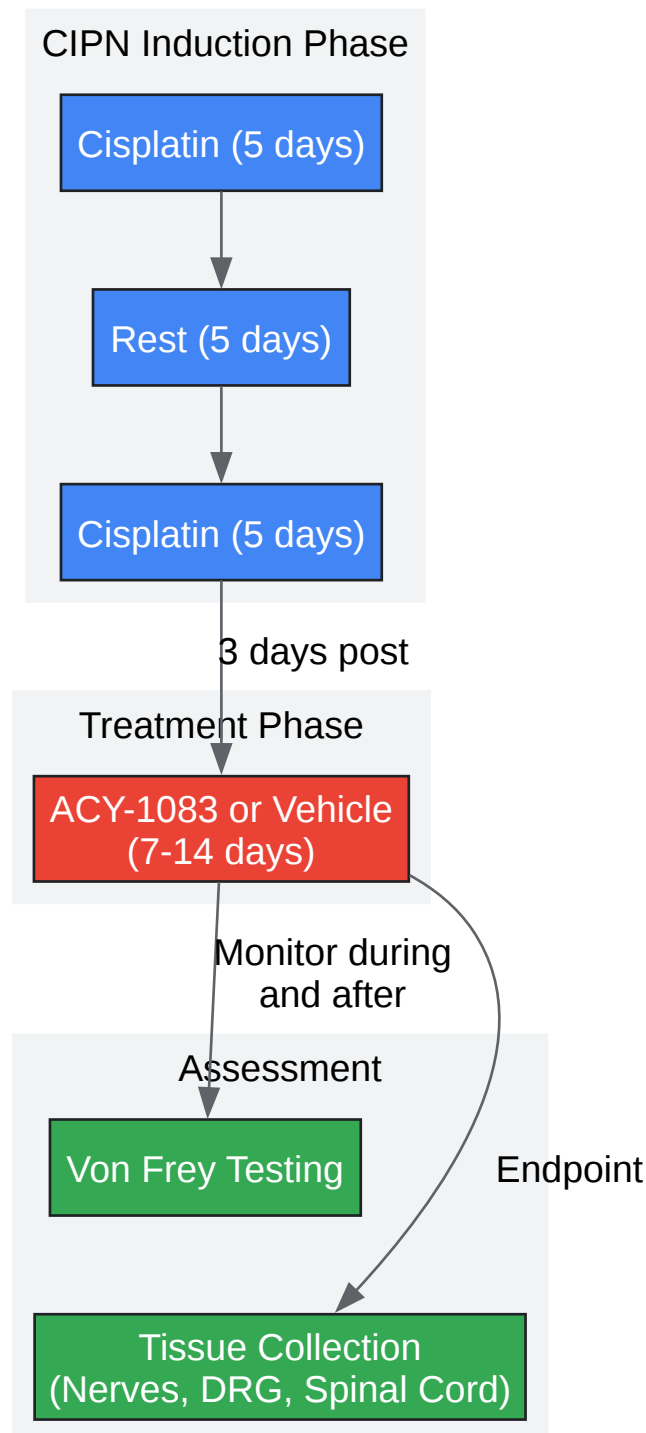 CIPN Induction Phase
Cisplatin (5 days)
Rest (5 days)
Cisplatin (5 days)
3 days post
Treatment Phase
ACY-1083 or Vehicle
(7-14 days)
Monitor during
and after
Assessment
Von Frey Testing
Endpoint
Tissue Collection
(Nerves, DRG, Spinal Cord)